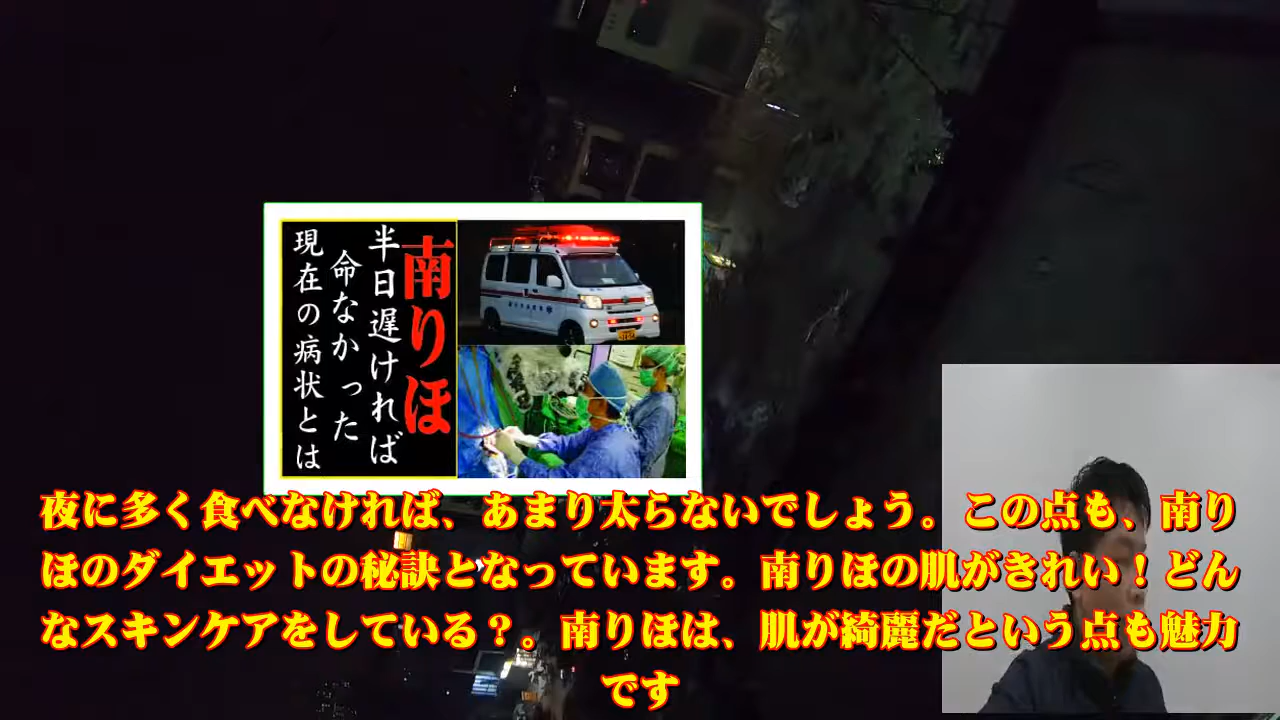 南りほ
半日遅ければ
命なかった
現在の病状とは
夜に多く食べなければ、あまり太らないでしょう。この点も、南り
ほのダイエットの秘訣となっています。南りほの肌がきれい！どん
なスキンケアをしている？。南りほは、肌が綺麗だという点も魅力
です